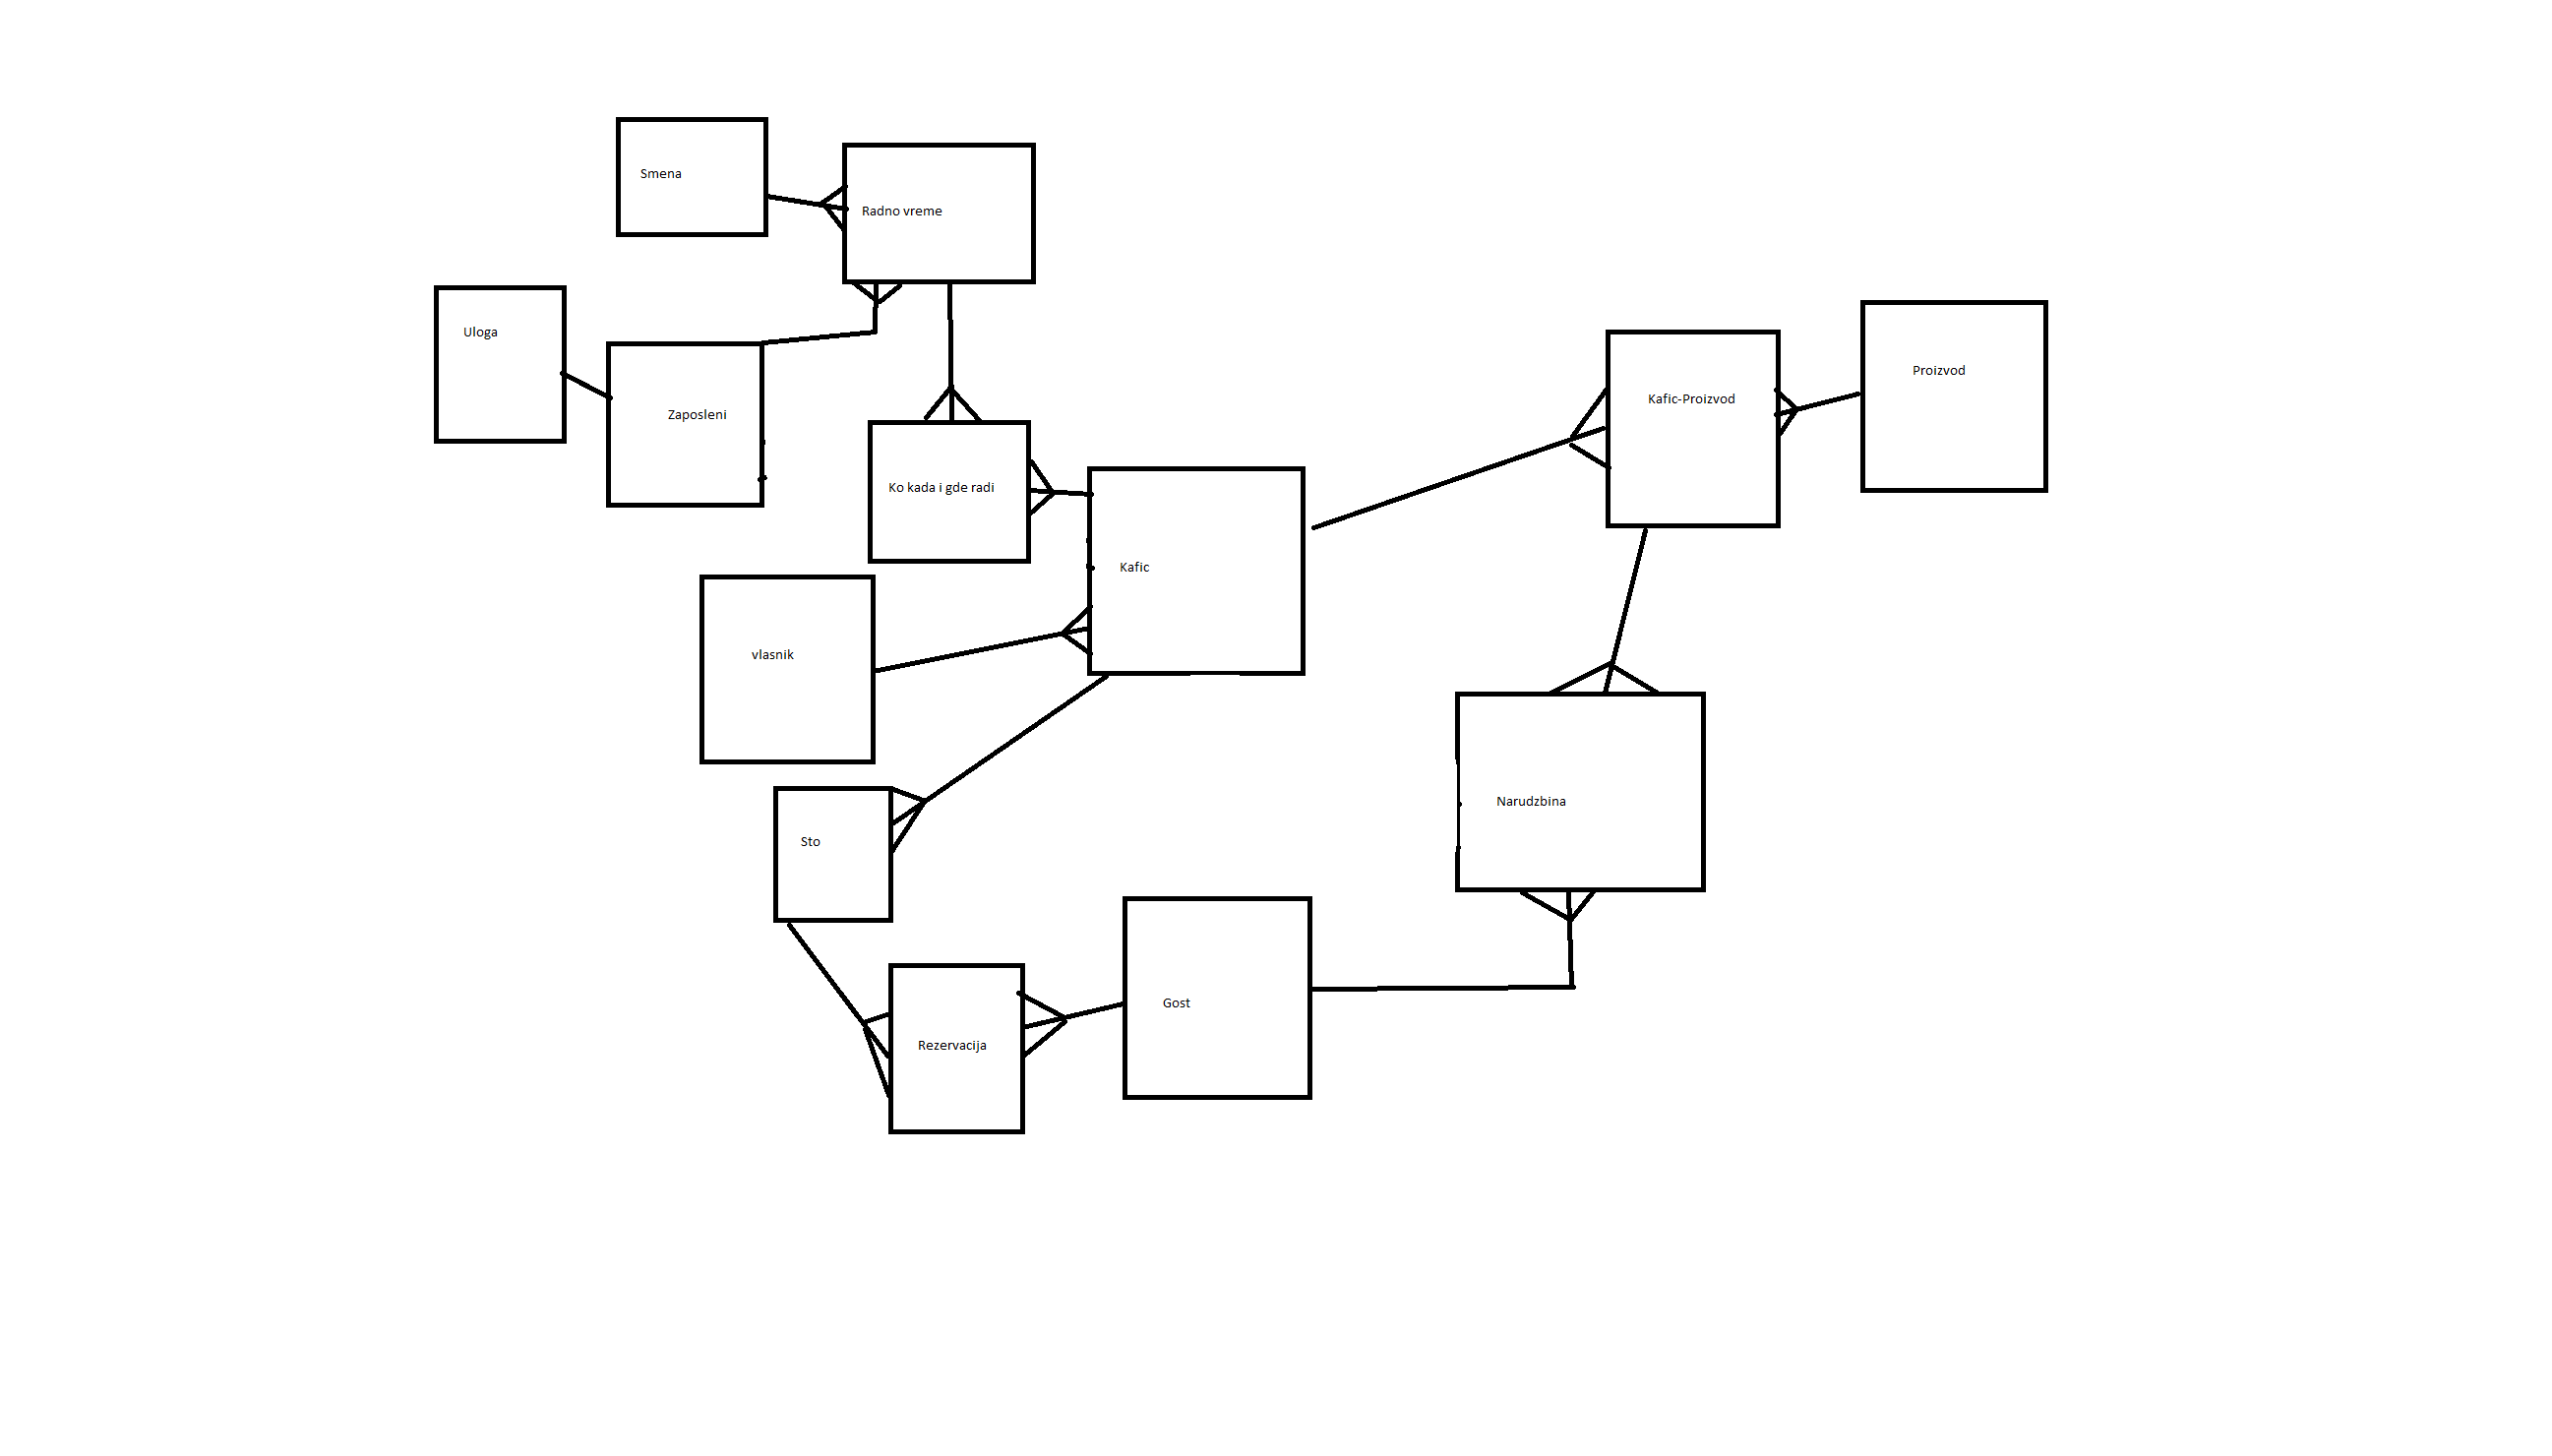 Smena
Radno vreme
Uloga
Zaposleni
Proizvod
Kafic-Proizvod
Ko kada i gde radi
Kafic
vlasnik
Sto
Narudzbina
Gost
Rezervacija